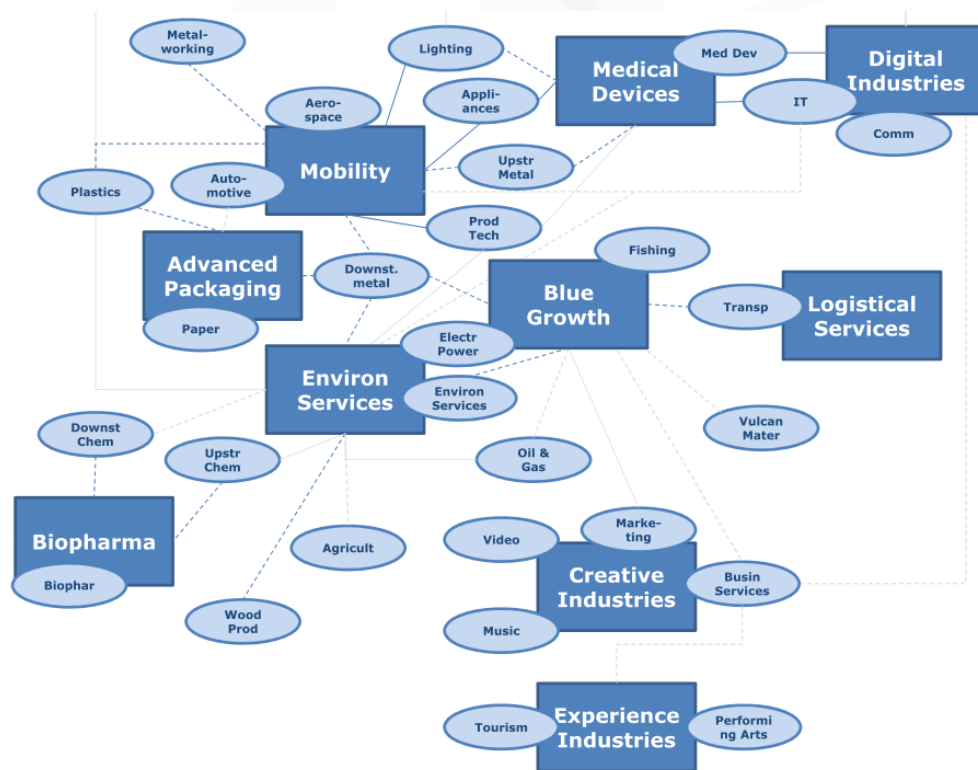 Metal-
working
Lighting
Medical
Devices
Med Dev
Digital
Industries
Aero-
space
Appli-
ances
IT
Comm
Mobility
Plastics
Auto-
motive
Upstr
Metal
Prod
Tech
Fishing
Advanced
Packaging
Downst.
metal
Blue
Growth
Transp
Logistical
Services
Paper
Electr
Power
Environ
Services
Environ
Services
Downst
Chem
Upstr
Chem
Oil &
Gas
Vulcan
Mater
Biopharma
Biophar
Agricult
Video
Marke-
ting
Creative
Industries
Busin
Services
Wood
Prod
Music
Tourism
Experience
Industries
Performi
ng Arts